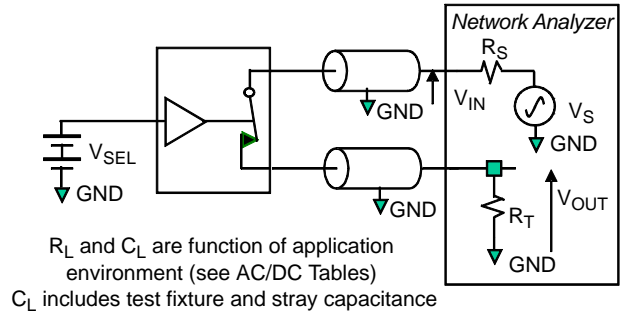 Network Analyzer
R_S
GND
V_IN
V_S
GND
V_SEL
GND
GND
R_T
V_OUT
GND
R_L and C_L are function of application
environment (see AC/DC Tables)
C_L includes test fixture and stray capacitance